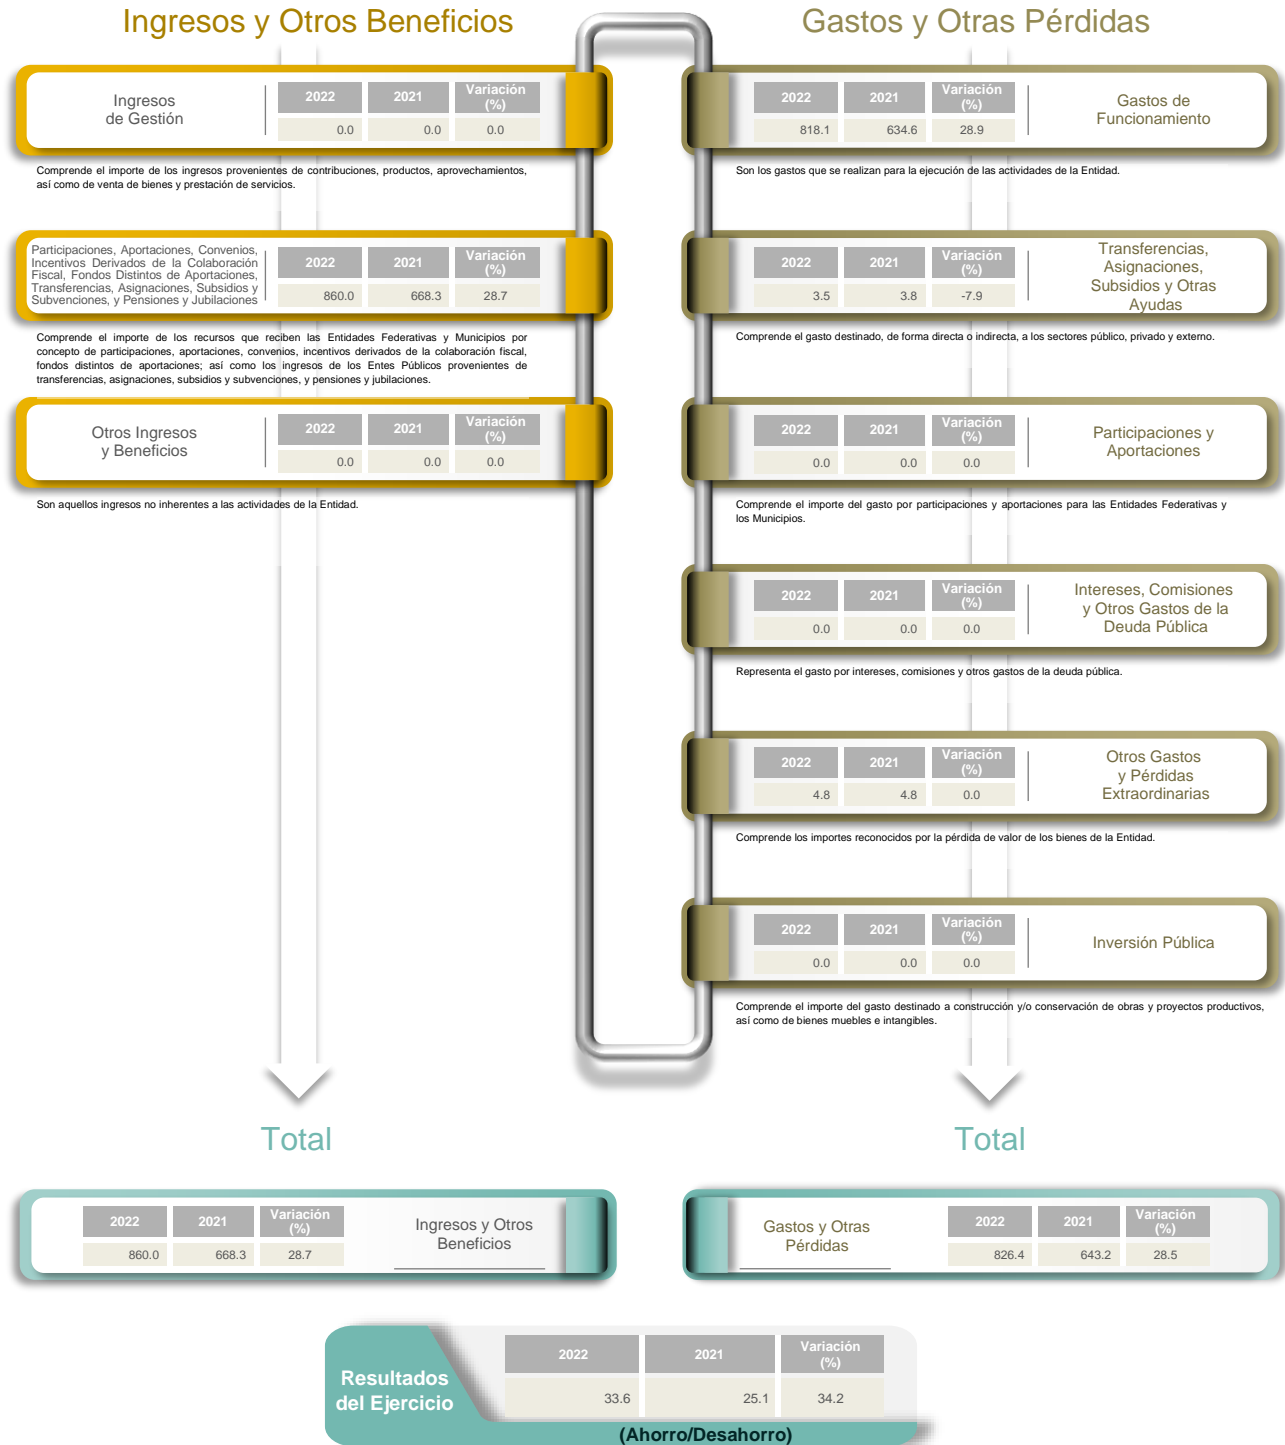 Ingresos y Otros Beneficios
Ingresos
de Gestión
2022 2021 Variación
(%)
0.0 0.0 0.0
Comprende el importe de los ingresos provenientes de contribuciones, productos, aprovechamientos,
así como de venta de bienes y prestación de servicios.
Participaciones, Aportaciones, Convenios,
Incentivos Derivados de la Colaboración
Fiscal, Fondos Distintos de Aportaciones,
Transferencias, Asignaciones, Subsidios y
Subvenciones, y Pensiones y Jubilaciones
2022 2021 Variación
(%)
860.0 668.3 28.7
Comprende el importe de los recursos que reciben las Entidades Federativas y Municipios por
concepto de participaciones, aportaciones, convenios, incentivos derivados de la colaboración fiscal,
fondos distintos de aportaciones; así como los ingresos de los Entes Públicos provenientes de
transferencias, asignaciones, subsidios y subvenciones, y pensiones y jubilaciones.
Otros Ingresos
y Beneficios
2022 2021 Variación
(%)
0.0 0.0 0.0
Son aquellos ingresos no inherentes a las actividades de la Entidad.
Gastos y Otras Pérdidas
2022 2021 Variación
(%)
818.1 634.6 28.9
Gastos de
Funcionamiento
Son los gastos que se realizan para la ejecución de las actividades de la Entidad.
2022 2021 Variación
(%)
3.5 3.8 -7.9
Transferencias,
Asignaciones,
Subsidios y Otras
Ayudas
Comprende el gasto destinado, de forma directa o indirecta, a los sectores público, privado y externo.
2022 2021 Variación
(%)
0.0 0.0 0.0
Participaciones y
Aportaciones
Comprende el importe del gasto por participaciones y aportaciones para las Entidades Federativas y
los Municipios.
2022 2021 Variación
(%)
0.0 0.0 0.0
Intereses, Comisiones
y Otros Gastos de la
Deuda Pública
Representa el gasto por intereses, comisiones y otros gastos de la deuda pública.
2022 2021 Variación
(%)
4.8 4.8 0.0
Otros Gastos
y Pérdidas
Extraordinarias
Comprende los importes reconocidos por la pérdida de valor de los bienes de la Entidad.
2022 2021 Variación
(%)
0.0 0.0 0.0
Inversión Pública
Comprende el importe del gasto destinado a construcción y/o conservación de obras y proyectos productivos,
así como de bienes muebles e intangibles.
Total
2022 2021 Variación
(%)
860.0 668.3 28.7
Ingresos y Otros
Beneficios
Total
Gastos y Otras
Pérdidas
2022 2021 Variación
(%)
826.4 643.2 28.5
Resultados
del Ejercicio
2022 2021 Variación
(%)
33.6 25.1 34.2
(Ahorro/Desahorro)